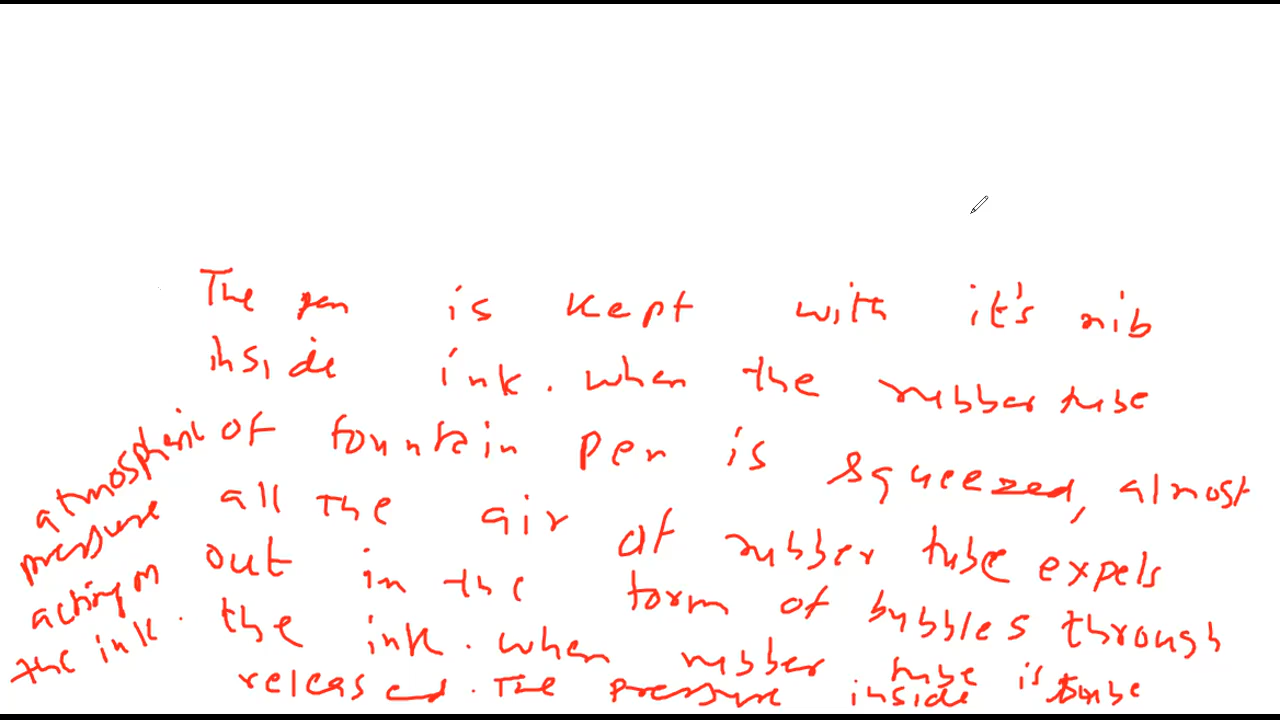 The pen is kept with it's nib
inside ink. when the rubber tube
of fountain pen is squeezed, almost
all the air of rubber tube expels
out in the form of bubbles through
the ink. when rubber tube is
released. The pressure inside tube
atmospheric
pressure
acting on
the ink.